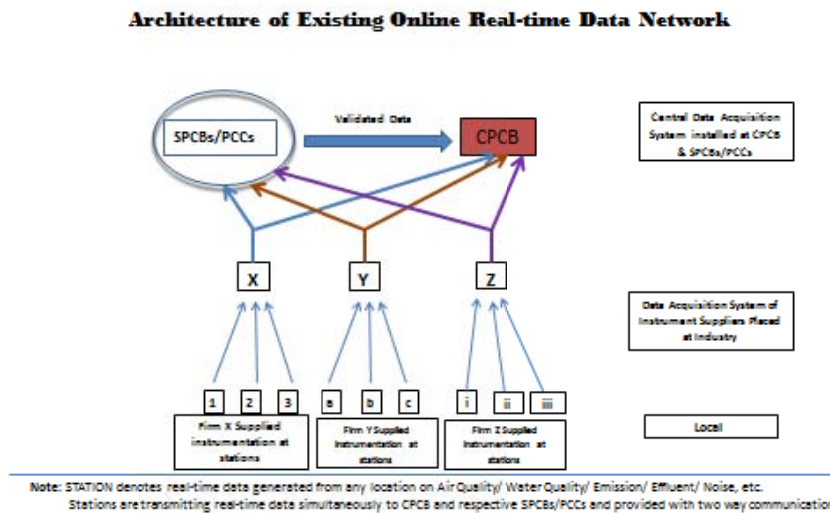 Architecture of Existing Online Real-time Data Network
Validated Data
SPCBs/PCCs
CPCB
Central Data Acquisition
System installed at CPCB
& SPCBs/PCCs
X
Y
Z
Data Acquisition System of
Instrument Suppliers Placed
at Industry
1
2
3
a
b
c
i
ii
iii
Firm X Supplied
instrumentation at
stations
Firm Y Supplied
Instrumentation at
stations
Firm Z Supplied
Instrumentation at
stations
Local
Note: STATION denotes real-time data generated from any location on Air Quality/ Water Quality/ Emission/ Effluent/ Noise, etc.
Stations are transmitting real-time data simultaneously to CPCB and respective SPCBs/PCCs and provided with two way communication